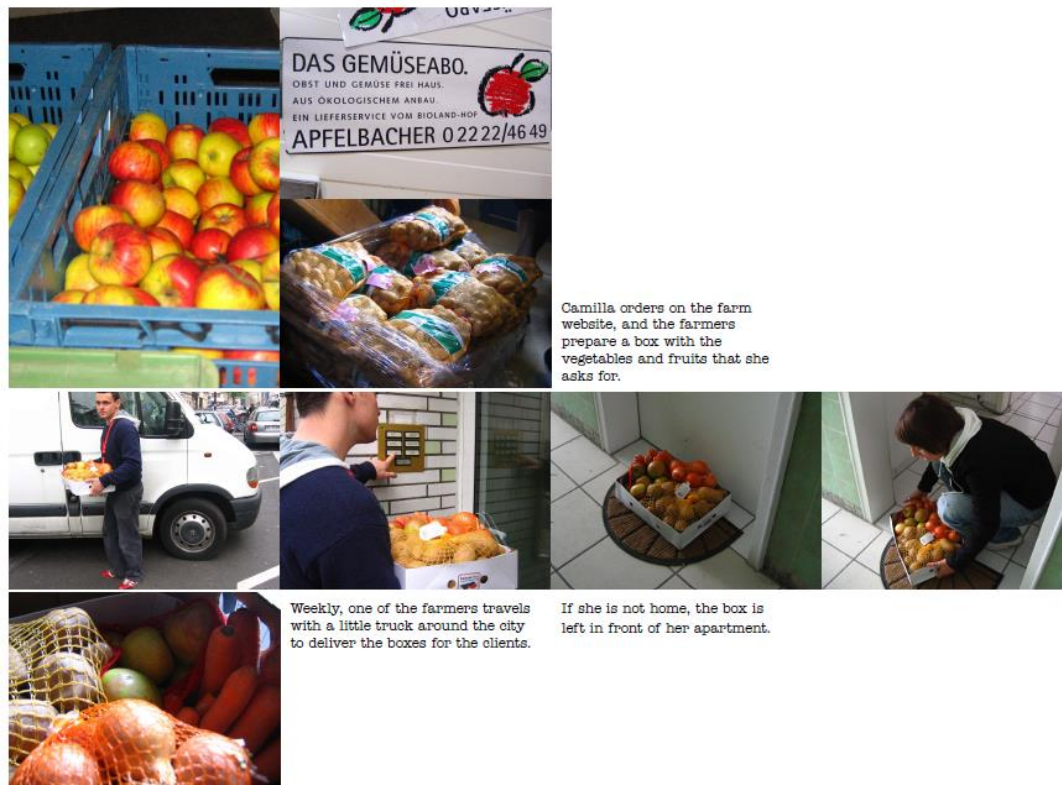 DAS GEMÜSEABO.
OBST UND GEMÜSE FREI HAUS.
AUS ÖKOLOGISCHEM ANBAU.
EIN LIEFERSERVICE VOM BIOLAND-HOF
APFELBACHER 0 22 22/46 49
Camilla orders on the farm
website, and the farmers
prepare a box with the
vegetables and fruits that she
asks for.
Weekly, one of the farmers travels
with a little truck around the city
to deliver the boxes for the clients.
If she is not home, the box is
left in front of her apartment.